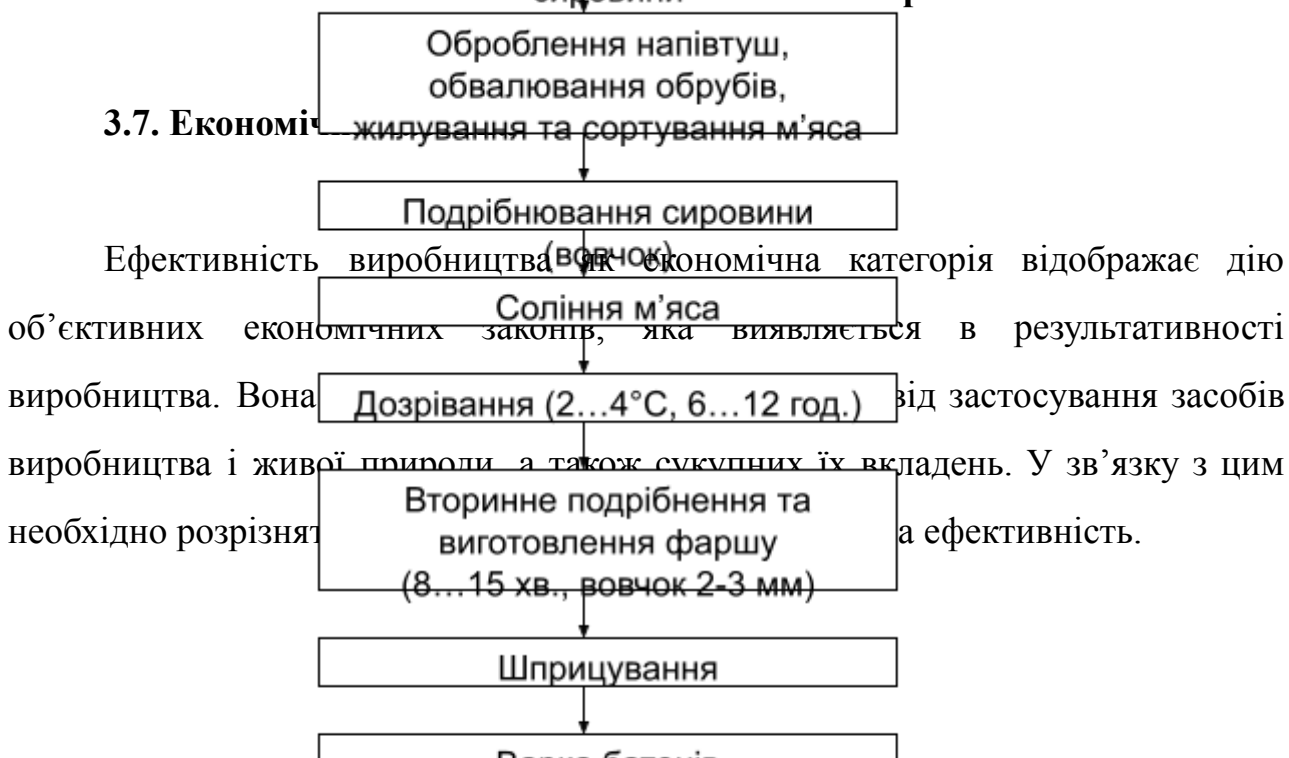 Оброблення напівтуш,
обвалювання обрубів,
жилування та сортування м’яса
3.7.
Подрібнювання сировини
(вовчок)
Ефективність виробництва як економічна категорія відображає дію
Соління м’яса
об’єктивних економічних законів, яка виявляється в результативності
виробництва. Вона
Дозрівання (2…4°С, 6…12 год.)
від застосування засобів
виробництва і живої природи, а також сукупних їх вкладень. У зв’язку з цим
Вторинне подрібнення та
необхідно
виготовлення фаршу
ефективність.
(8…15 хв., вовчок 2-3 мм)
Шприцування